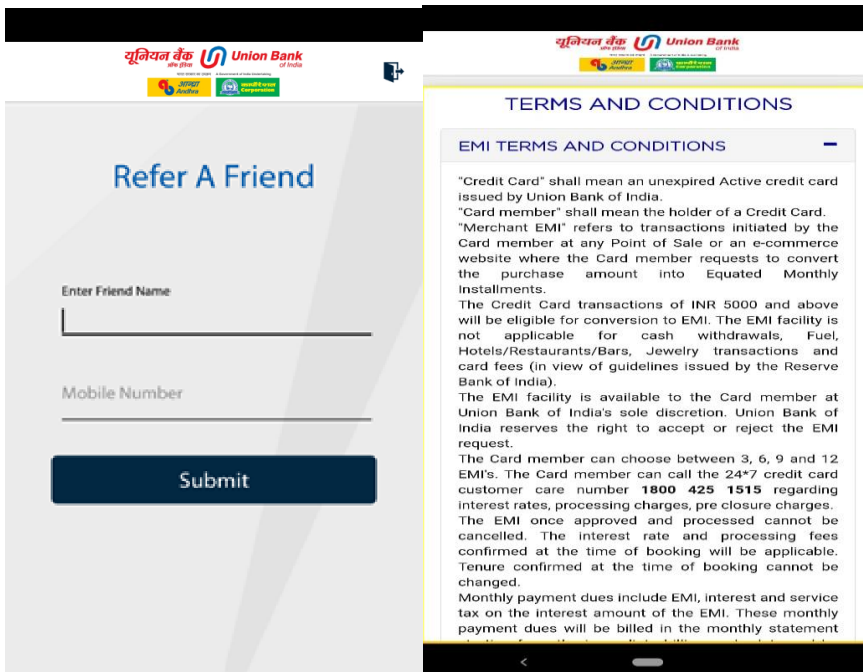 यूनियन बैंक Union Bank
ऑफ इंडिया of India
आन्ध्रा Andhra कारपोरेशन Corporation
Refer A Friend
Enter Friend Name
Mobile Number
Submit
यूनियन बैंक Union Bank
of India
आन्ध्रा Andhra Corporation
TERMS AND CONDITIONS
EMI TERMS AND CONDITIONS
"Credit Card" shall mean an unexpired Active credit card
issued by Union Bank of India.
"Card member" shall mean the holder of a Credit Card.
"Merchant EMI" refers to transactions initiated by the
Card member at any Point of Sale or an e-commerce
website where the Card member requests to convert
the purchase amount into Equated Monthly
Installments.
The Credit Card transactions of INR 5000 and above
will be eligible for conversion to EMI. The EMI facility is
not applicable for cash withdrawals, Fuel,
Hotels/Restaurants/Bars, Jewelry transactions and
card fees (in view of guidelines issued by the Reserve
Bank of India).
The EMI facility is available to the Card member at
Union Bank of India's sole discretion. Union Bank of
India reserves the right to accept or reject the EMI
request.
The Card member can choose between 3, 6, 9 and 12
EMI's. The Card member can call the 24*7 credit card
customer care number 1800 425 1515 regarding
interest rates, processing charges, pre closure charges.
The EMI once approved and processed cannot be
cancelled. The interest rate and processing fees
confirmed at the time of booking will be applicable.
Tenure confirmed at the time of booking cannot be
changed.
Monthly payment dues include EMI, interest and service
tax on the interest amount of the EMI. These monthly
payment dues will be billed in the monthly statement